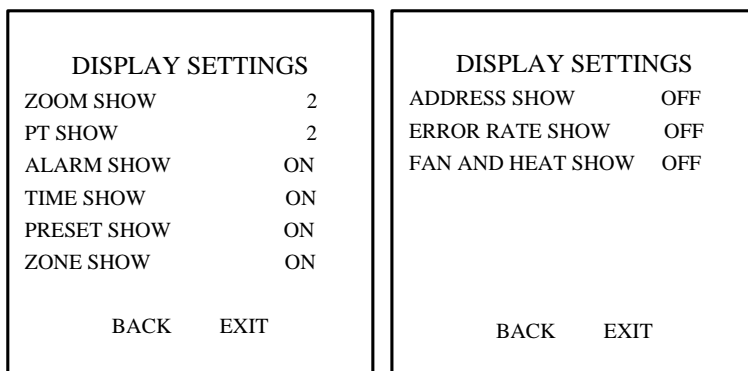 DISPLAY SETTINGS
ZOOM SHOW 2
PT SHOW 2
ALARM SHOW ON
TIME SHOW ON
PRESET SHOW ON
ZONE SHOW ON
BACK EXIT
DISPLAY SETTINGS
ADDRESS SHOW OFF
ERROR RATE SHOW OFF
FAN AND HEAT SHOW OFF
BACK EXIT